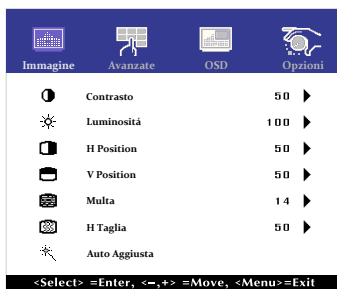 Immagine Avanzate OSD Opzioni
Contrasto 50
Luminositá 100
H Position 50
V Position 50
Multa 14
H Taglia 50
Auto Aggiusta
<Select> =Enter, <–,+> =Move, <Menu>=Exit